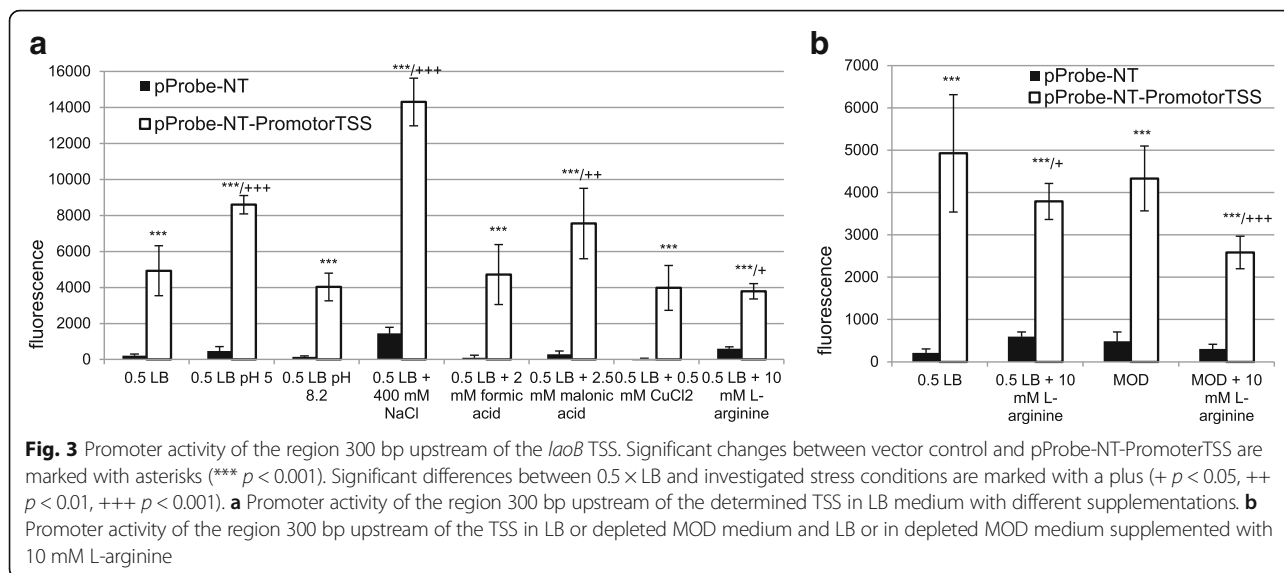 a
16000
14000
12000
10000
8000
6000
4000
2000
0
fluorescence
pProbe-NT
pProbe-NT-PromotorTSS
***
***/+++
***
***/+++
***
***/++
***
***/+
0.5 LB
0.5 LB pH 5
0.5 LB pH
8.2
0.5 LB +
400 mM
NaCl
0.5 LB + 2
mM formic
acid
0.5 LB + 2.5
mM malonic
acid
0.5 LB + 0.5
mM CuCl2
0.5 LB + 10
mM L-
arginine
b
7000
6000
5000
4000
3000
2000
1000
0
fluorescence
pProbe-NT
pProbe-NT-PromotorTSS
***
***/+
***
***/+++
0.5 LB
0.5 LB + 10
mM L-
arginine
MOD
MOD + 10
mM L-
arginine
Fig. 3 Promoter activity of the region 300 bp upstream of the laoB TSS. Significant changes between vector control and pProbe-NT-PromoterTSS are
marked with asterisks (*** p < 0.001). Significant differences between 0.5 × LB and investigated stress conditions are marked with a plus (+ p < 0.05, ++
p < 0.01, +++ p < 0.001). a Promoter activity of the region 300 bp upstream of the determined TSS in LB medium with different supplementations. b
Promoter activity of the region 300 bp upstream of the TSS in LB or depleted MOD medium and LB or in depleted MOD medium supplemented with
10 mM L-arginine